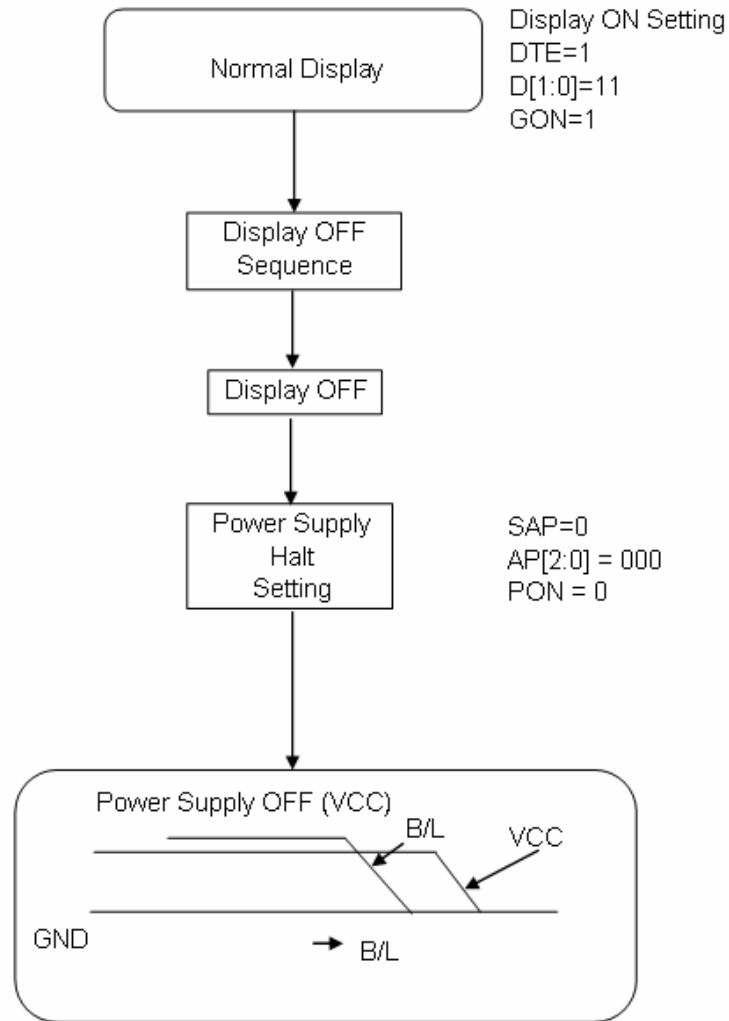 Normal Display
Display ON Setting
DTE=1
D[1:0]=11
GON=1
Display OFF
Sequence
Display OFF
Power Supply
Halt
Setting
SAP=0
AP[2:0] = 000
PON = 0
Power Supply OFF (VCC)
B/L
VCC
GND
B/L